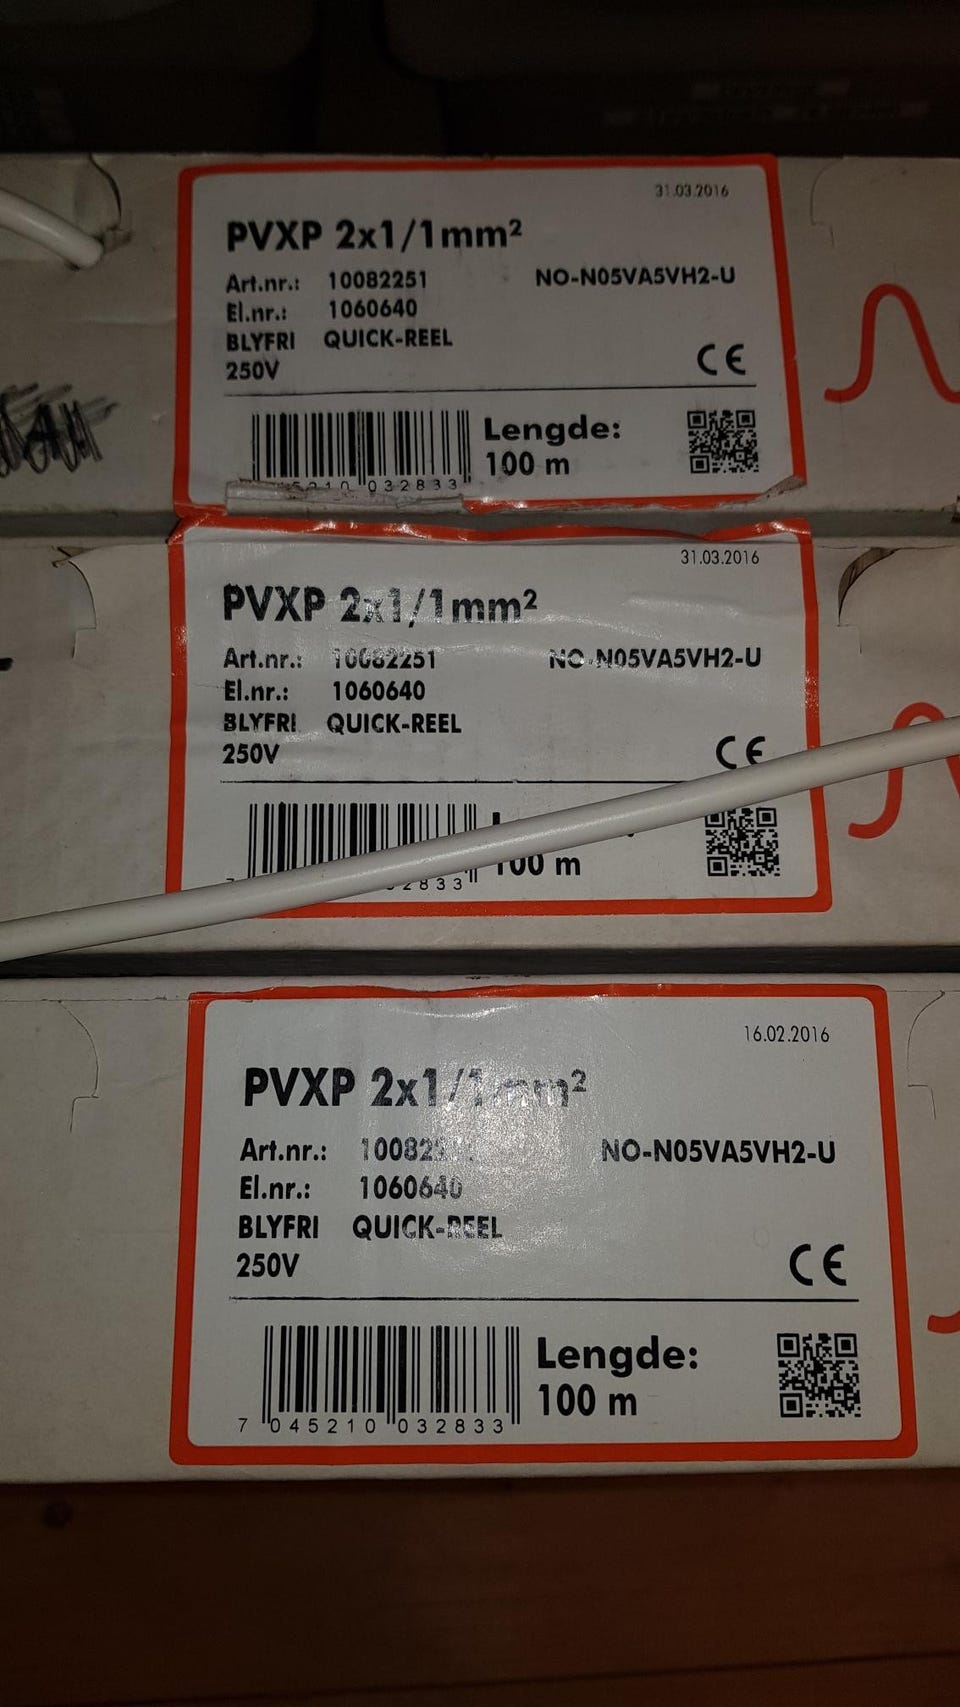 31.03.2016
PVXP 2x1/1mm²
Art.nr.: 10082251 NO-N05VA5VH2-U
El.nr.: 1060640
BLYFRI QUICK-REEL
250V CE
Lengde:
100 m
032833
31.03.2016
PVXP 2x1/1mm²
Art.nr.: 10082251 NO-N05VA5VH2-U
El.nr.: 1060640
BLYFRI QUICK-REEL
250V CE
100 m
2833
16.02.2016
PVXP 2x1/1mm²
Art.nr.: NO-N05VA5VH2-U
El.nr.: 1060640
BLYFRI QUICK-REEL
250V CE
Lengde:
100 m
7 045210 032833